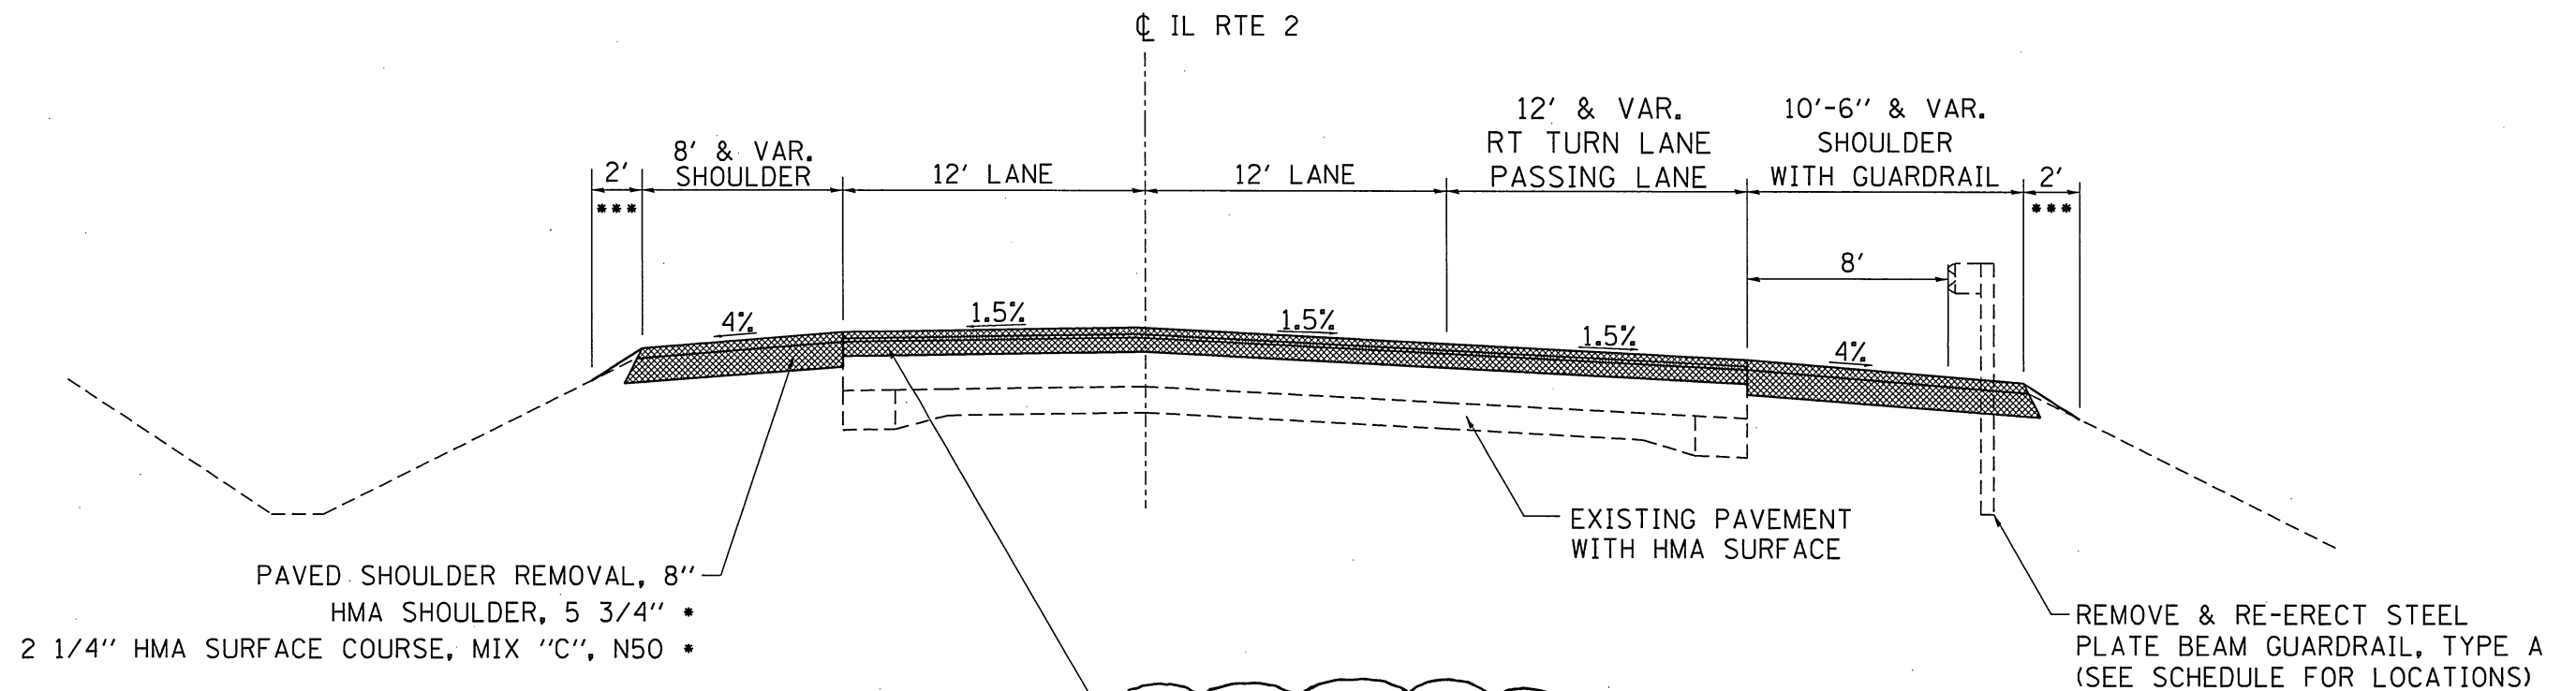 ℄ IL RTE 2
12' & VAR.
RT TURN LANE
PASSING LANE
10'-6" & VAR.
SHOULDER
WITH GUARDRAIL
2'
***
8' & VAR.
SHOULDER
12' LANE
12' LANE
2'
***
8'
4%
1.5%
1.5%
1.5%
4%
EXISTING PAVEMENT
WITH HMA SURFACE
PAVED SHOULDER REMOVAL, 8"
HMA SHOULDER, 5 3/4" *
2 1/4" HMA SURFACE COURSE, MIX "C", N50 *
REMOVE & RE-ERECT STEEL
PLATE BEAM GUARDRAIL, TYPE A
(SEE SCHEDULE FOR LOCATIONS)